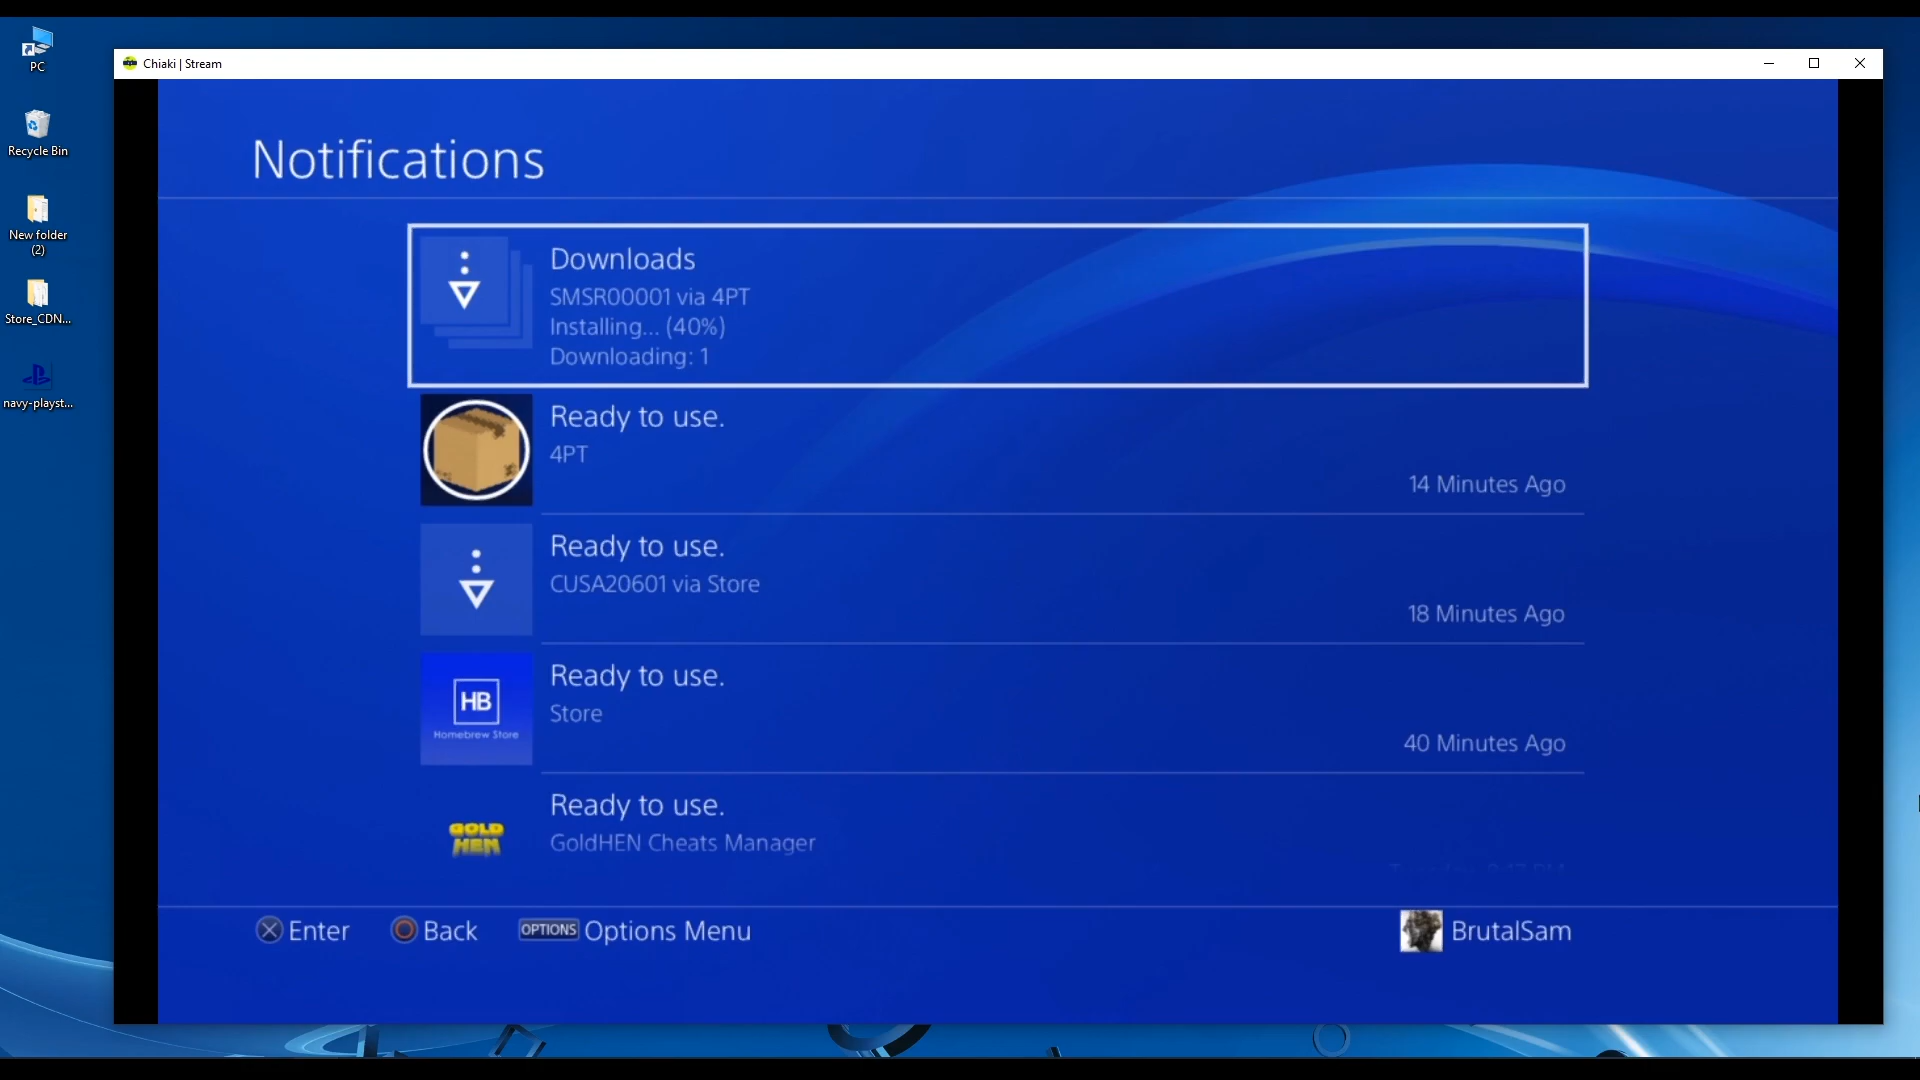 PC
Recycle Bin
New folder
(2)
Store_CDN...
navy-playst...
Chiaki | Stream
Notifications
Downloads
SMSR00001 via 4PT
Installing... (40%)
Downloading: 1
Ready to use.
4PT
14 Minutes Ago
Ready to use.
CUSA20601 via Store
18 Minutes Ago
HB
Homebrew Store
Ready to use.
Store
40 Minutes Ago
GOLD
HEN
Ready to use.
GoldHEN Cheats Manager
Enter
Back
OPTIONS Options Menu
BrutalSam